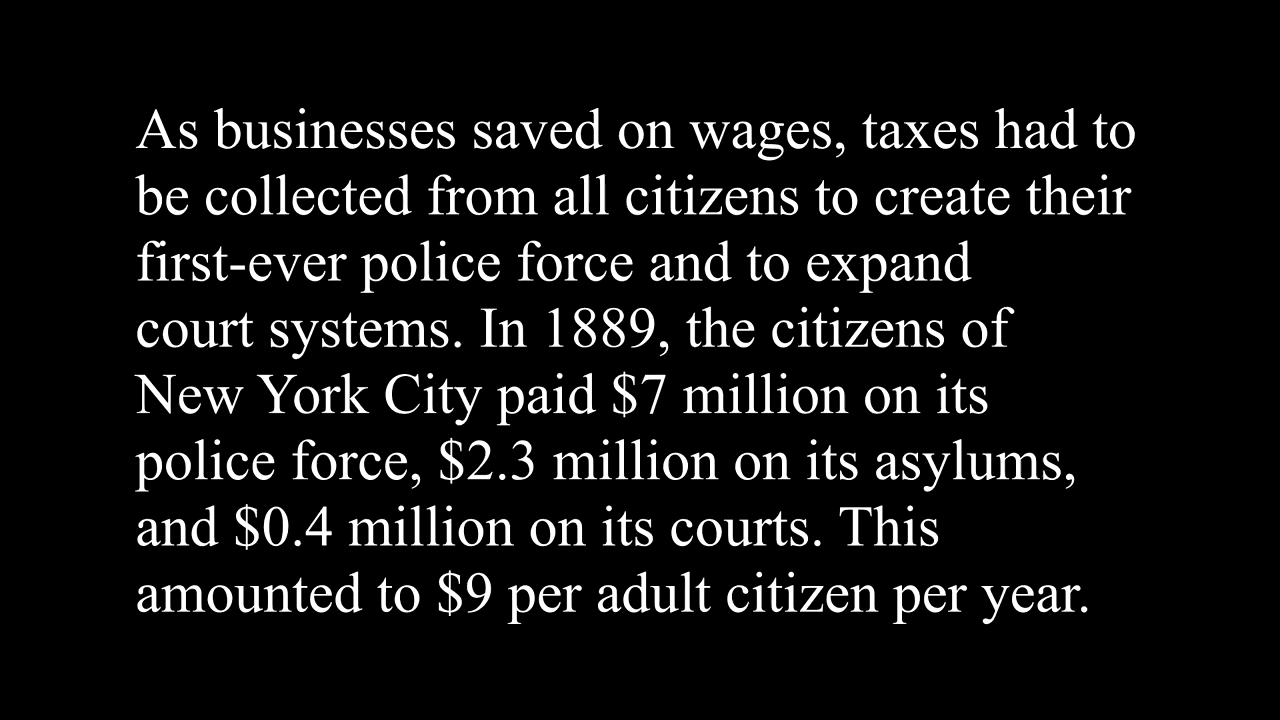 As businesses saved on wages, taxes had to
be collected from all citizens to create their
first-ever police force and to expand
court systems. In 1889, the citizens of
New York City paid $7 million on its
police force, $2.3 million on its asylums,
and $0.4 million on its courts. This
amounted to $9 per adult citizen per year.